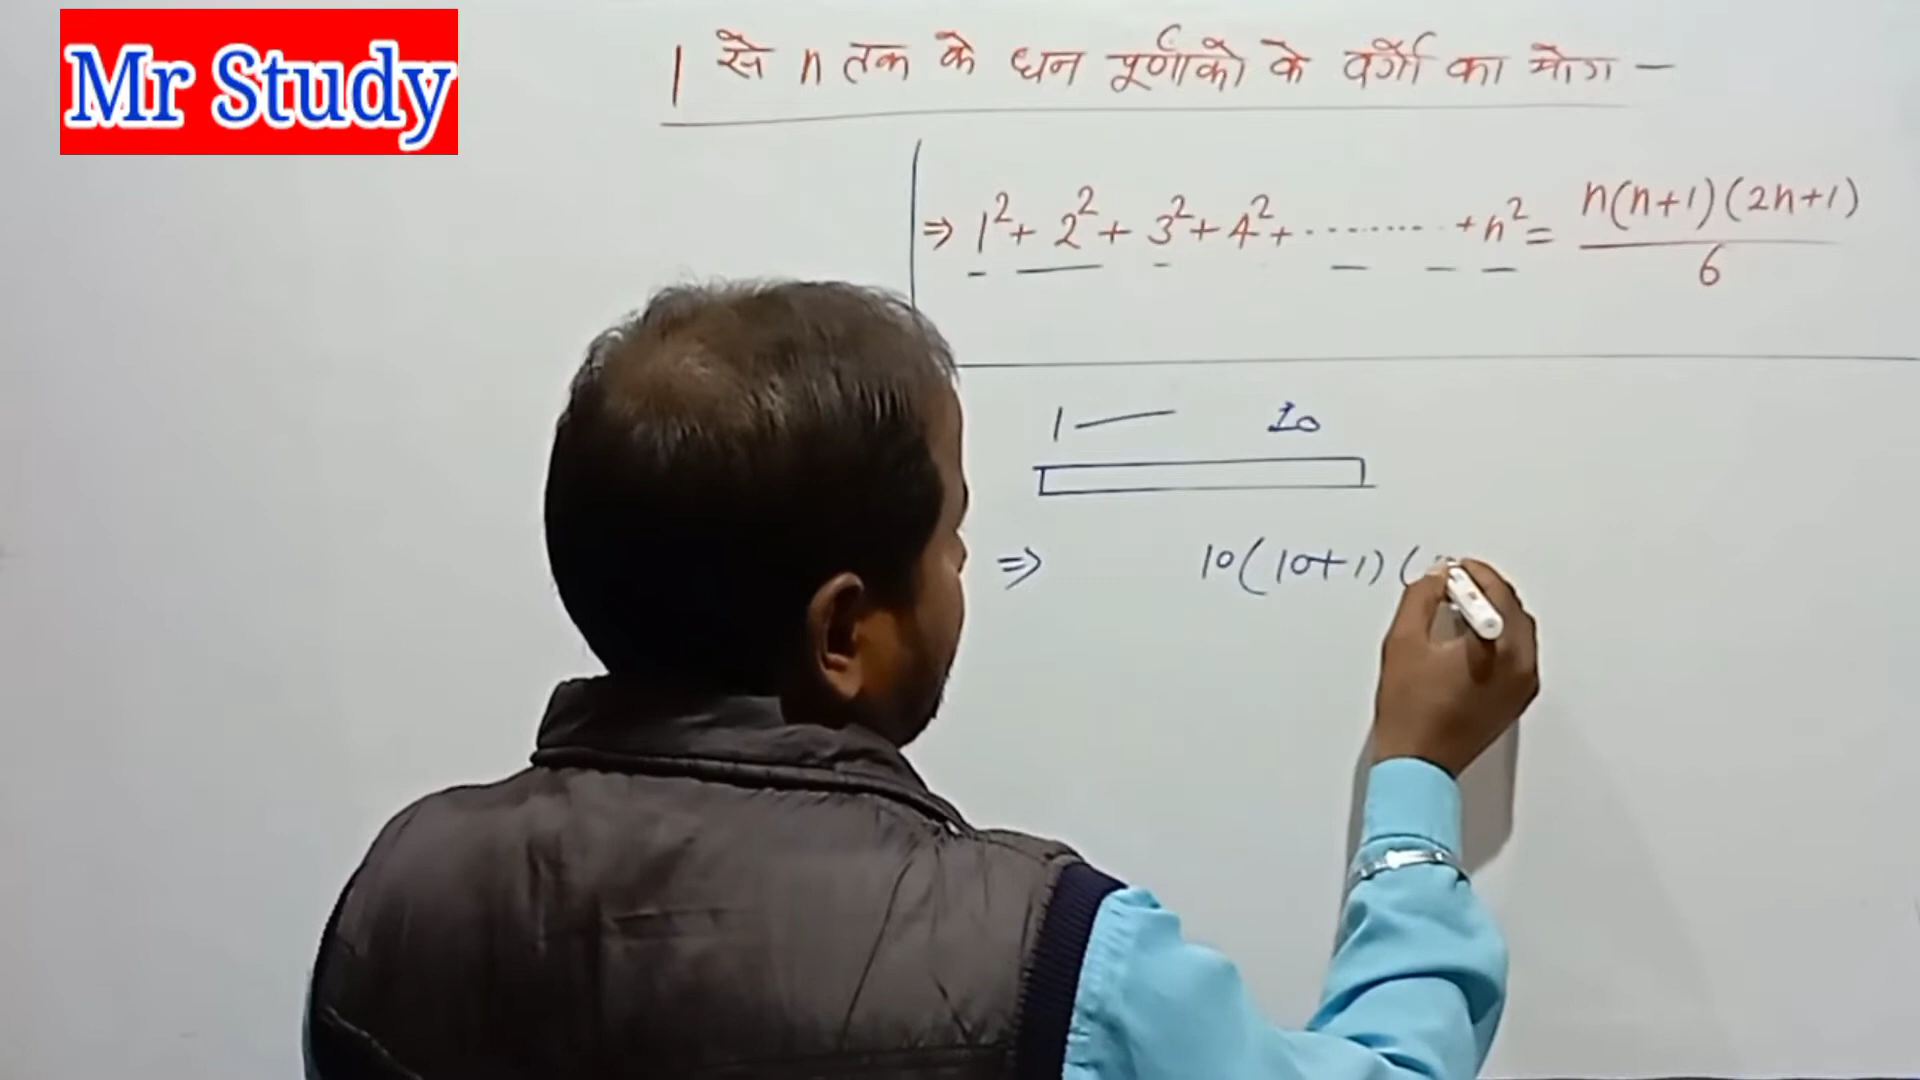 Mr Study
1 से n तक के धन पूर्णांको के वर्गो का योग -
⇒ 1²+ 2²+ 3²+ 4²+ ········ +n² = n(n+1)(2n+1)
6
1 — 10
⇒ 10(10+1)(